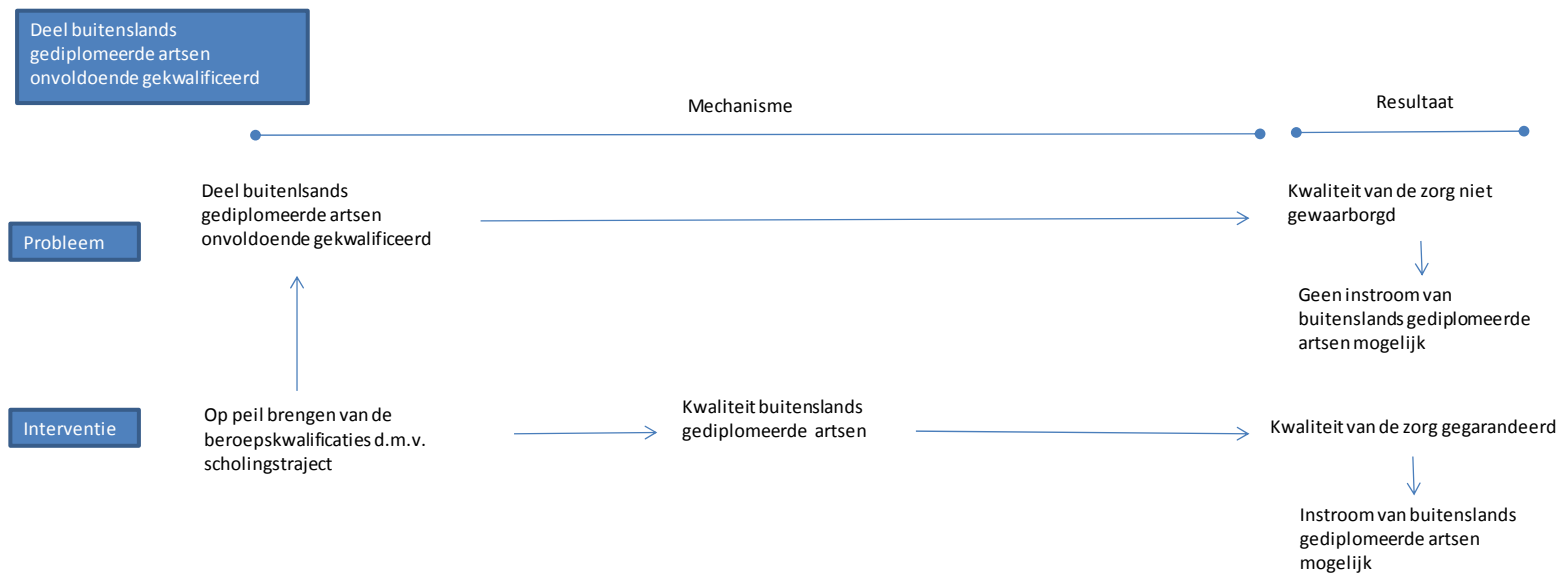 Deel buitenslands
gediplomeerde artsen
onvoldoende gekwalificeerd
Mechanisme
Resultaat
Probleem
Deel buitenlsands
gediplomeerde artsen
onvoldoende gekwalificeerd
Kwaliteit van de zorg niet
gewaarborgd
Geen instroom van
buitenslands gediplomeerde
artsen mogelijk
Interventie
Op peil brengen van de
beroepskwalificaties d.m.v.
scholingstraject
Kwaliteit buitenslands
gediplomeerde artsen
Kwaliteit van de zorg gegarandeerd
Instroom van buitenslands
gediplomeerde artsen
mogelijk